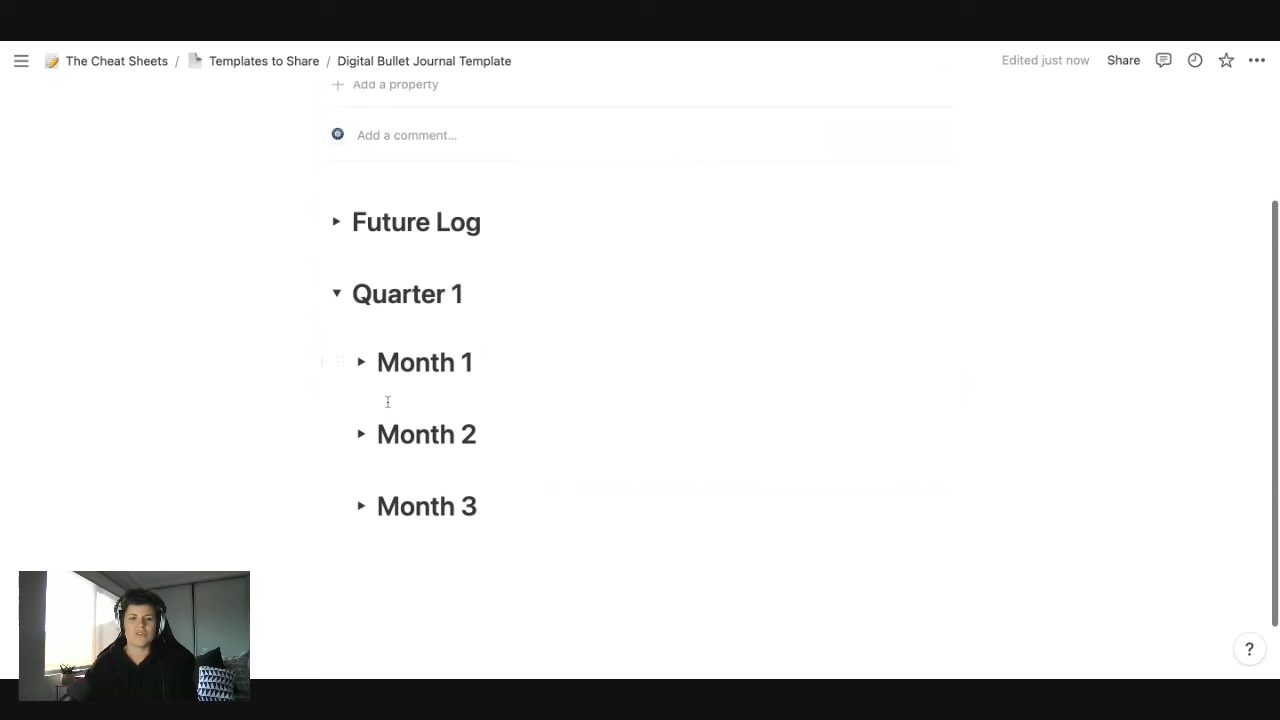 The Cheat Sheets / Templates to Share / Digital Bullet Journal Template
Edited just now Share
Add a property
Add a comment...
Future Log
Quarter 1
Month 1
Month 2
Month 3
?